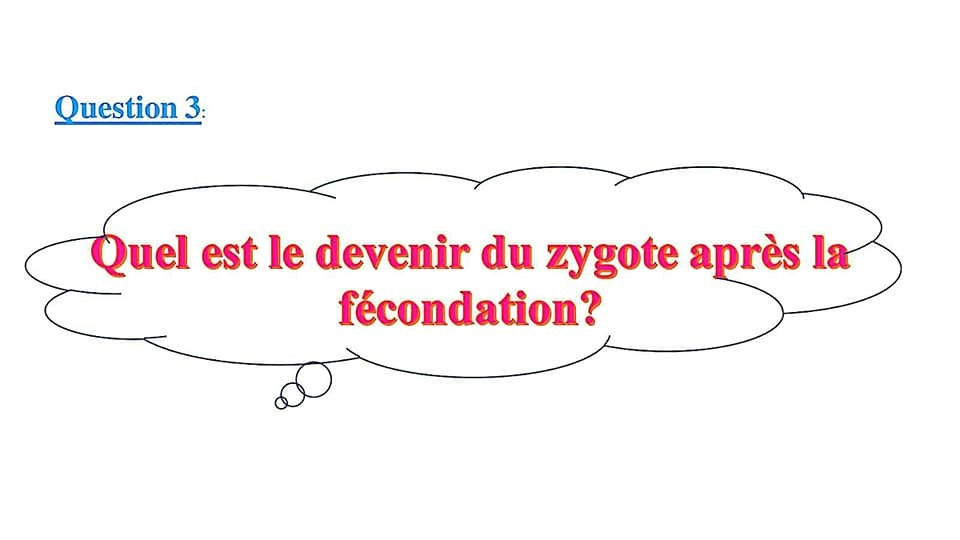 Question 3:
Quel est le devenir du zygote après la
fécondation?